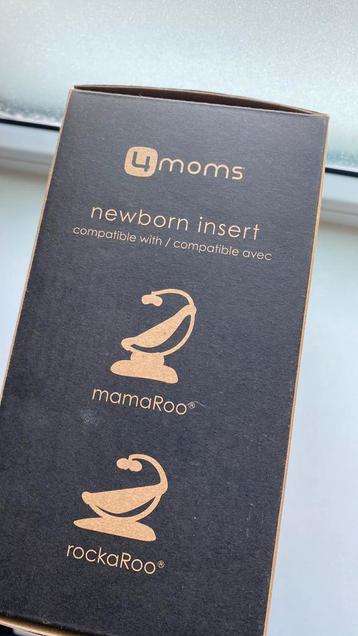 4moms
newborn insert
compatible with / compatible avec
mamaRoo®
rockaRoo®